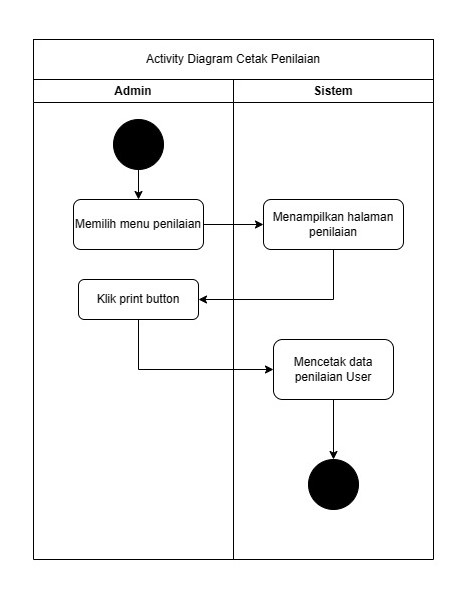 Activity Diagram Cetak Penilaian
Admin
Sistem
Memilih menu penilaian
Menampilkan halaman
penilaian
Klik print button
Mencetak data
penilaian User